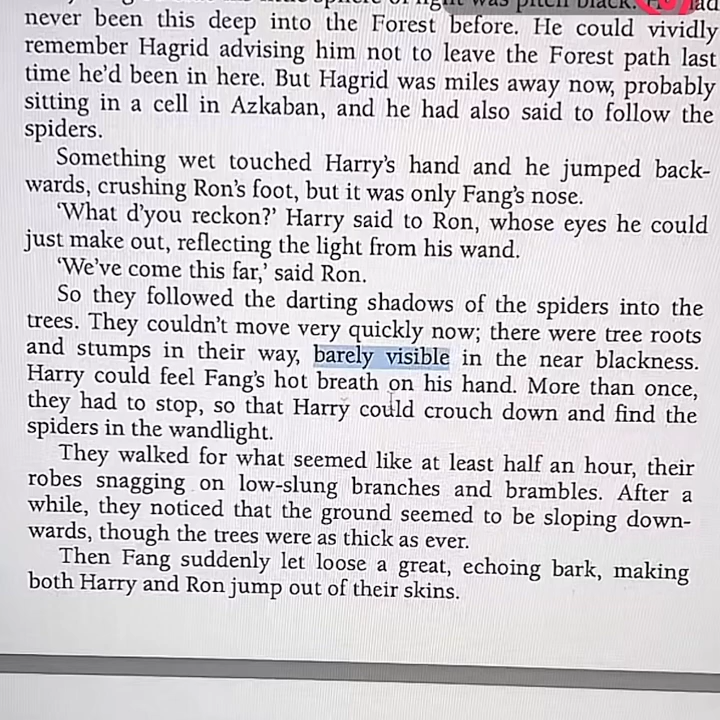 was pitch black.
never been this deep into the Forest before. He could vividly
remember Hagrid advising him not to leave the Forest path last
time he'd been in here. But Hagrid was miles away now, probably
sitting in a cell in Azkaban, and he had also said to follow the
spiders.
Something wet touched Harry's hand and he jumped back-
wards, crushing Ron's foot, but it was only Fang's nose.
'What d'you reckon?' Harry said to Ron, whose eyes he could
just make out, reflecting the light from his wand.
'We've come this far,' said Ron.
So they followed the darting shadows of the spiders into the
trees. They couldn't move very quickly now; there were tree roots
and stumps in their way, barely visible in the near blackness.
Harry could feel Fang's hot breath on his hand. More than once,
they had to stop, so that Harry could crouch down and find the
spiders in the wandlight.
They walked for what seemed like at least half an hour, their
robes snagging on low-slung branches and brambles. After a
while, they noticed that the ground seemed to be sloping down-
wards, though the trees were as thick as ever.
Then Fang suddenly let loose a great, echoing bark, making
both Harry and Ron jump out of their skins.